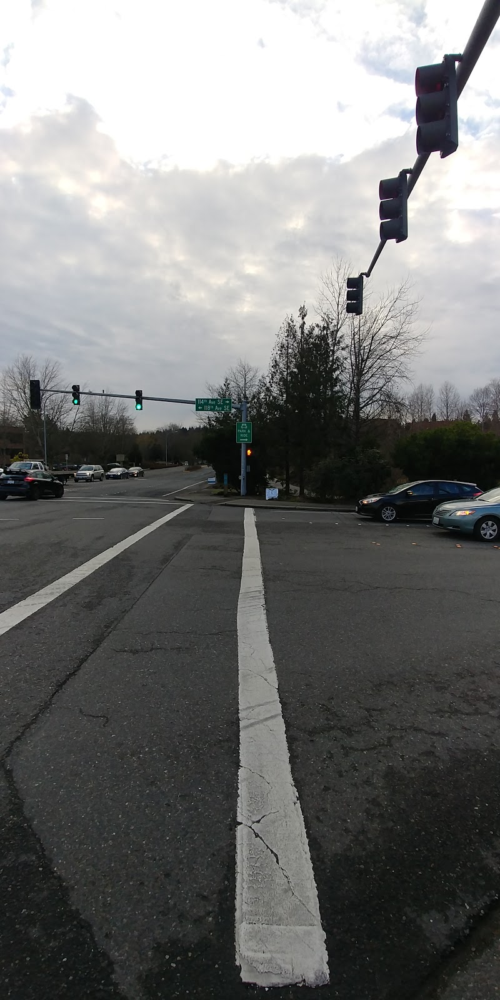 114th Ave SE →
← 118th Ave SE
PARK &
RIDE
→